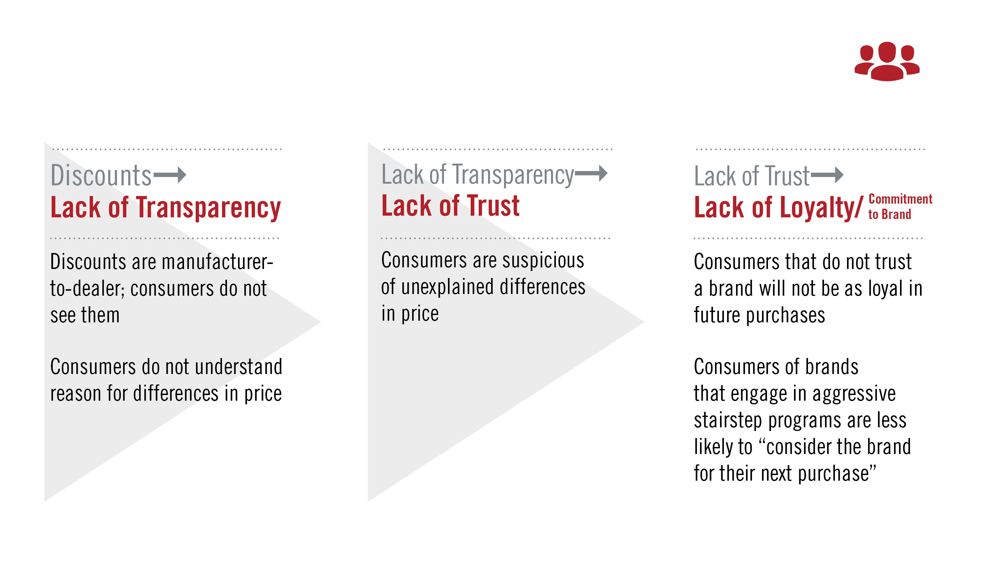 Discounts
Lack of Transparency
Discounts are manufacturer-
to-dealer; consumers do not
see them
Consumers do not understand
reason for differences in price
Lack of Transparency
Lack of Trust
Consumers are suspicious
of unexplained differences
in price
Lack of Trust
Lack of Loyalty/ Commitment
to Brand
Consumers that do not trust
a brand will not be as loyal in
future purchases
Consumers of brands
that engage in aggressive
stairstep programs are less
likely to “consider the brand
for their next purchase”